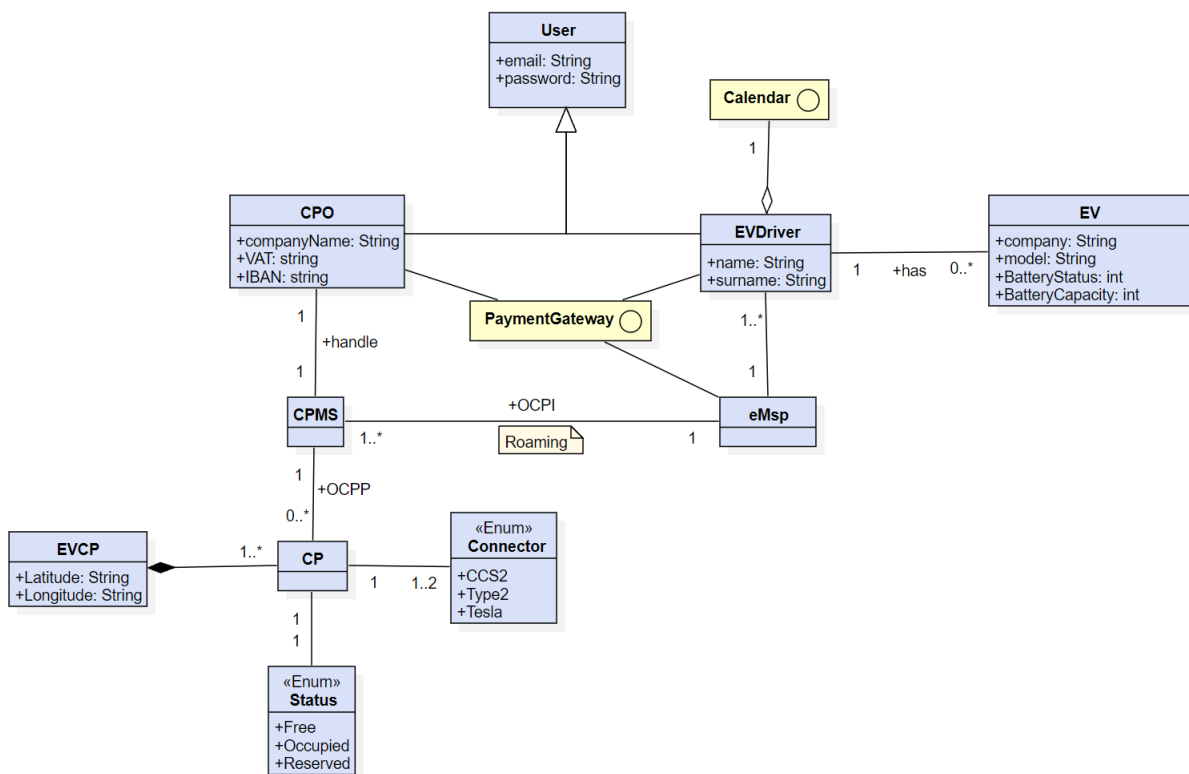 User
+email: String
+password: String
Calendar
1
CPO
+companyName: String
+VAT: string
+IBAN: string
EVDriver
+name: String
+surname: String
EV
+company: String
+model: String
+BatteryStatus: int
+BatteryCapacity: int
1
+has
0..*
PaymentGateway
1
+handle
1
1..*
1
CPMS
+OCPI
eMsp
1..*
Roaming
1
1
+OCPP
0..*
EVCP
+Latitude: String
+Longitude: String
1..*
CP
1
1..2
«Enum»
Connector
+CCS2
+Type2
+Tesla
1
1
«Enum»
Status
+Free
+Occupied
+Reserved